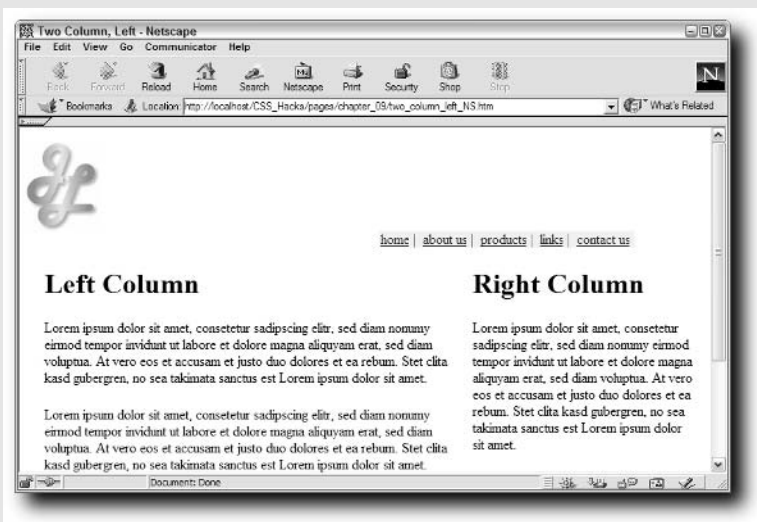 Two Column, Left - Netscape
File Edit View Go Communicator Help
Back Forward Reload Home Search Netscape Print Security Shop Stop
Bookmarks Location: http://localhost/CSS_Hacks/pages/chapter_09/two_column_left_NS.htm What's Related
home | about us | products | links | contact us
Left Column
Lorem ipsum dolor sit amet, consetetur sadipscing elitr, sed diam nonumy
eirmod tempor invidunt ut labore et dolore magna aliquyam erat, sed diam
voluptua. At vero eos et accusam et justo duo dolores et ea rebum. Stet clita
kasd gubergren, no sea takimata sanctus est Lorem ipsum dolor sit amet.
Lorem ipsum dolor sit amet, consetetur sadipscing elitr, sed diam nonumy
eirmod tempor invidunt ut labore et dolore magna aliquyam erat, sed diam
voluptua. At vero eos et accusam et justo duo dolores et ea rebum. Stet clita
kasd gubergren, no sea takimata sanctus est Lorem ipsum dolor sit amet.
Right Column
Lorem ipsum dolor sit amet, consetetur
sadipscing elitr, sed diam nonumy eirmod
tempor invidunt ut labore et dolore magna
aliquyam erat, sed diam voluptua. At vero
eos et accusam et justo duo dolores et ea
rebum. Stet clita kasd gubergren, no sea
takimata sanctus est Lorem ipsum dolor
sit amet.
Document: Done